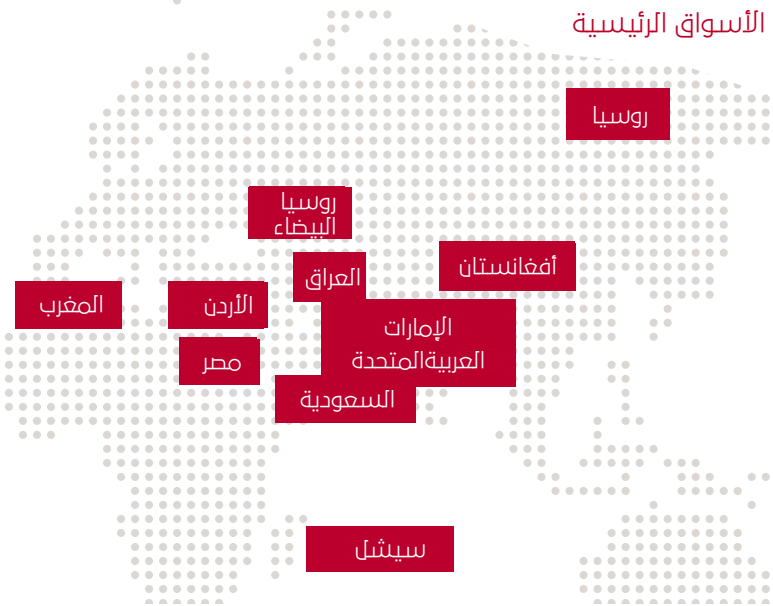 الأسواق الرئيسية
روسيا
روسيا
البيضاء
أفغانستان
العراق
المغرب
الأردن
الإمارات
العربيةالمتحدة
مصر
السعودية
سيشل